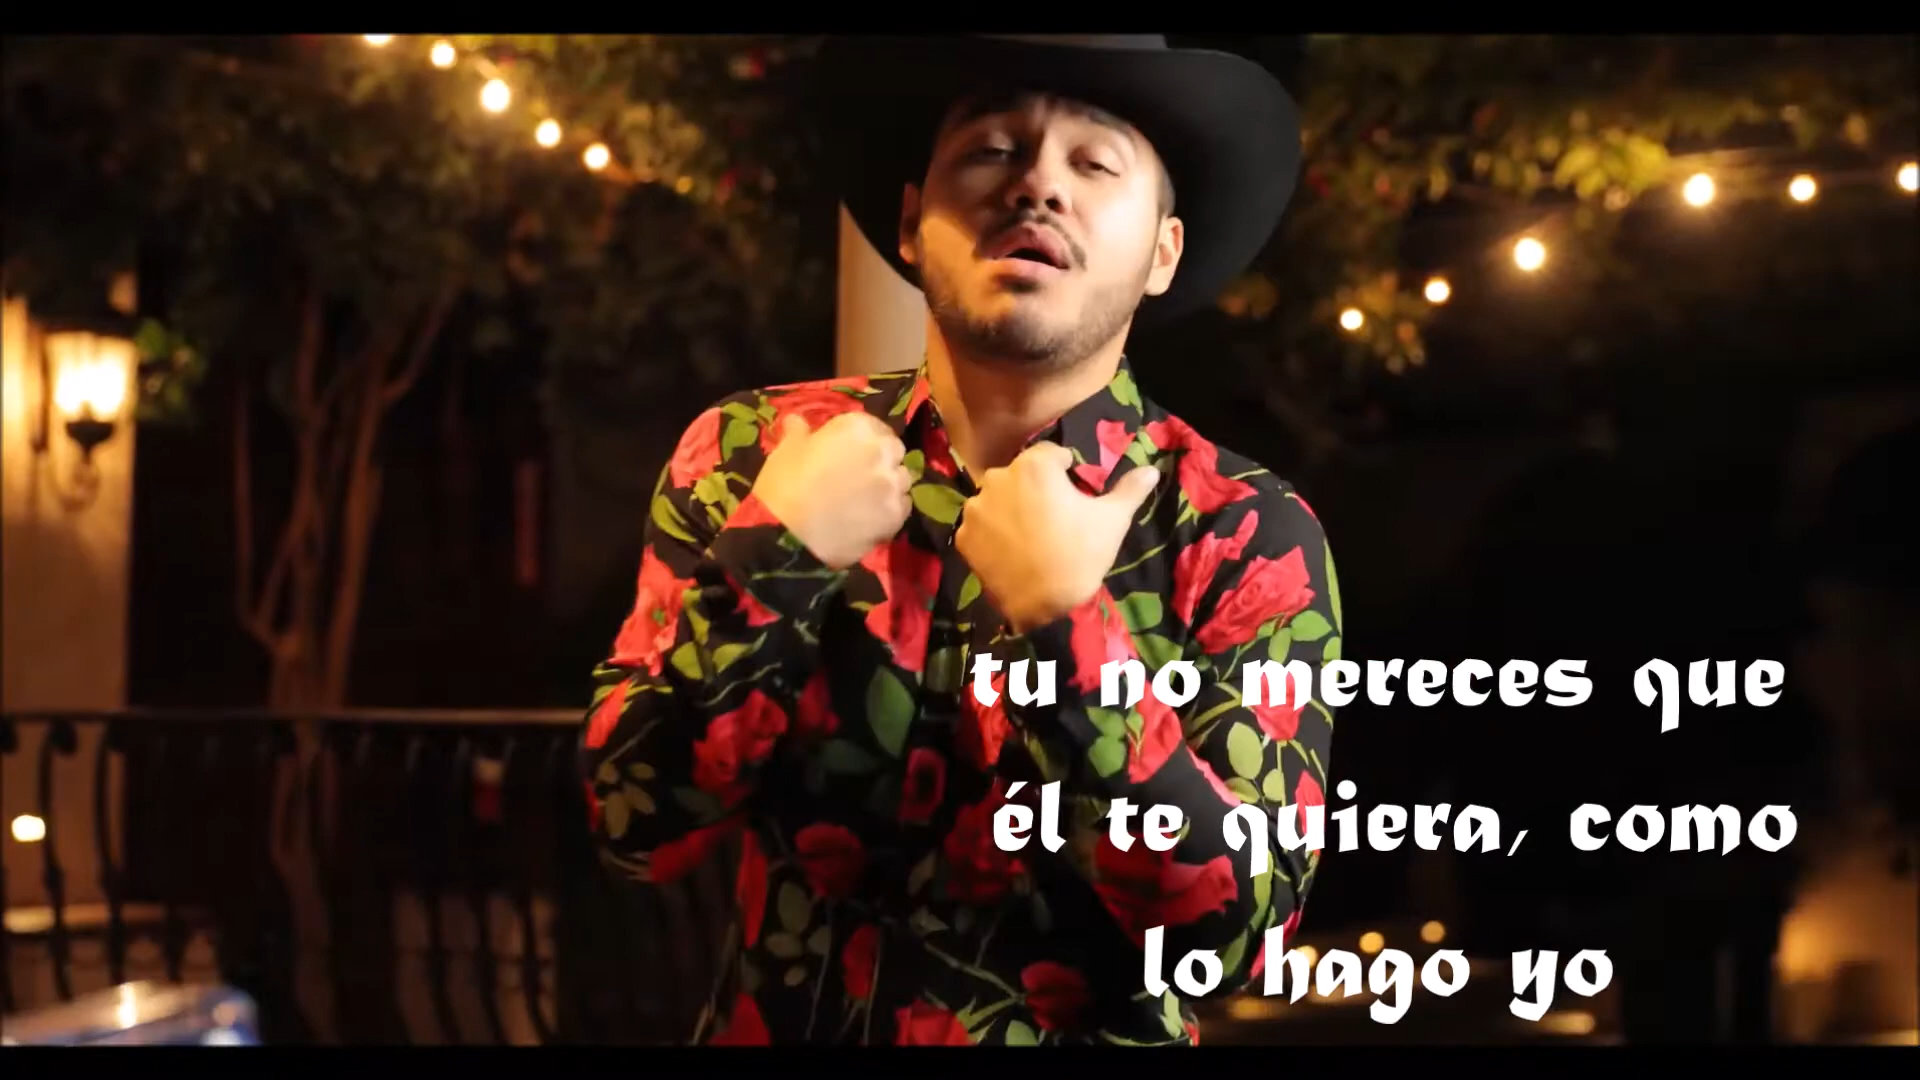 tu no mereces que
él te quiera, como
lo hago yo